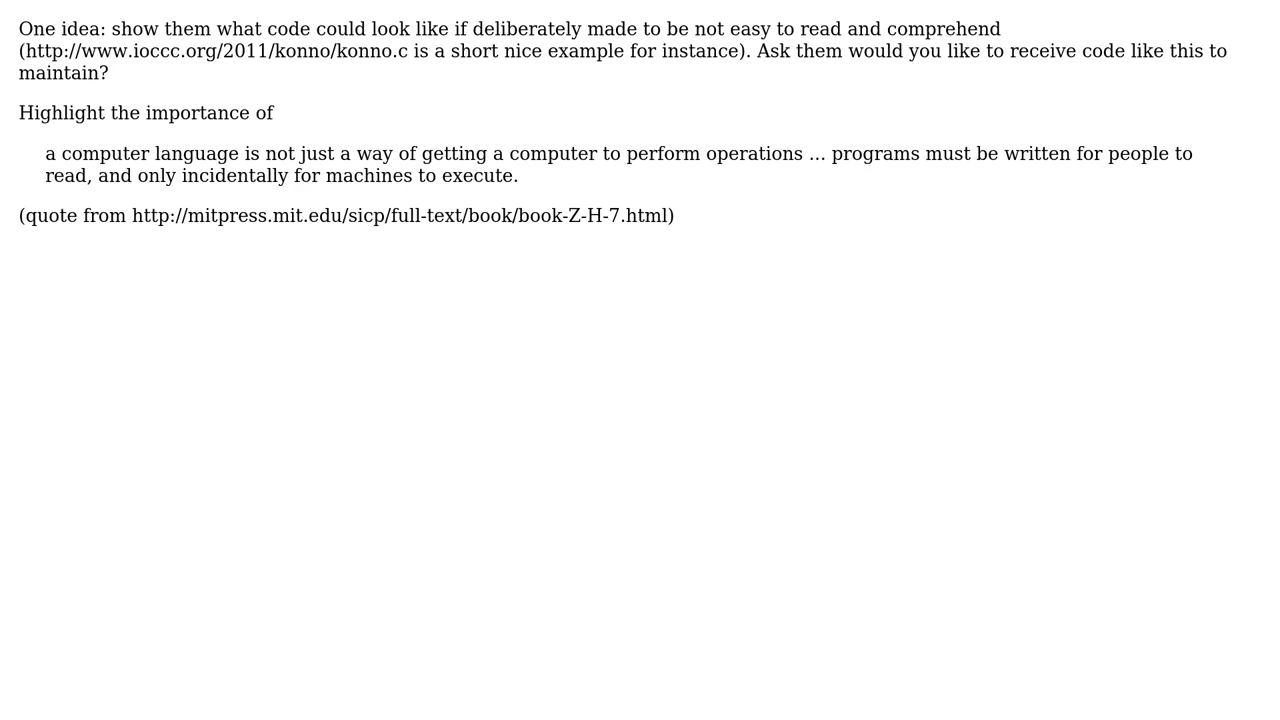 One idea: show them what code could look like if deliberately made to be not easy to read and comprehend
(http://www.ioccc.org/2011/konno/konno.c is a short nice example for instance). Ask them would you like to receive code like this to
maintain?
Highlight the importance of
a computer language is not just a way of getting a computer to perform operations ... programs must be written for people to
read, and only incidentally for machines to execute.
(quote from http://mitpress.mit.edu/sicp/full-text/book/book-Z-H-7.html)